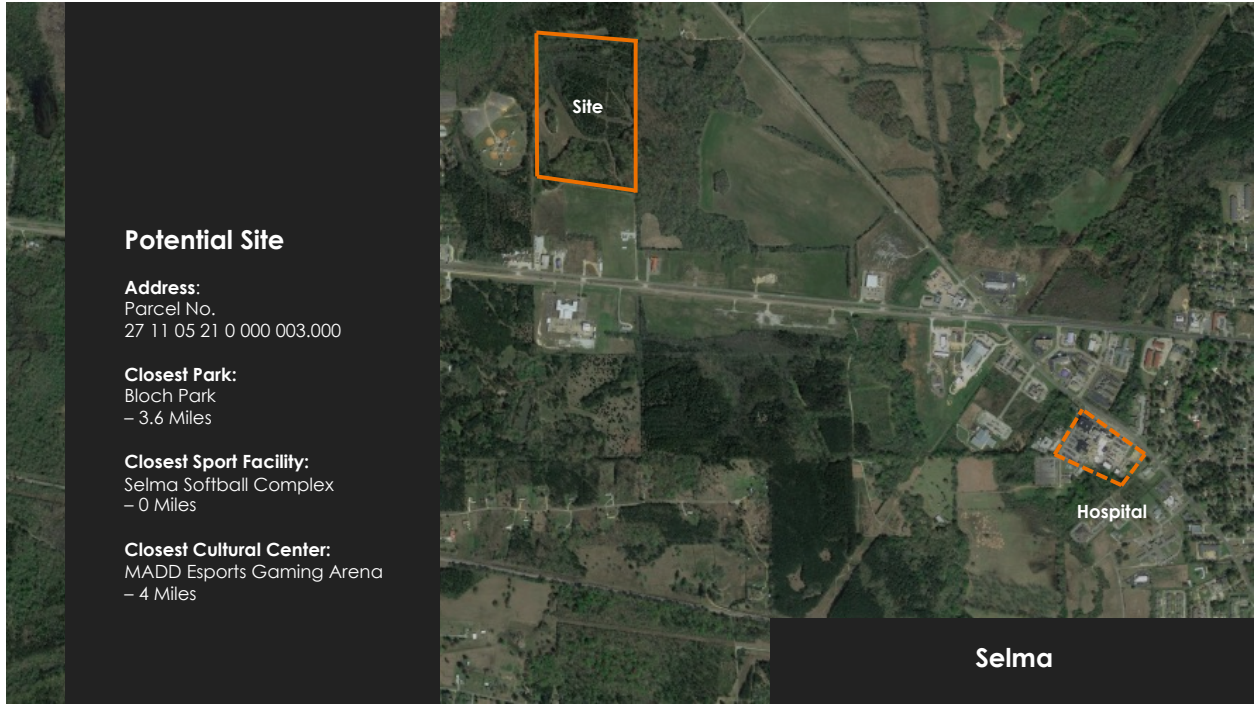 Potential Site
Address:
Parcel No.
27 11 05 21 0 000 003.000
Closest Park:
Bloch Park
– 3.6 Miles
Closest Sport Facility:
Selma Softball Complex
– 0 Miles
Closest Cultural Center:
MADD Esports Gaming Arena
– 4 Miles
Site
Hospital
Selma